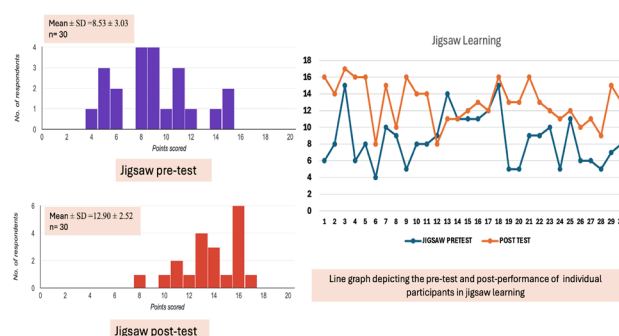 Mean ± SD =8.53 ± 3.03
n= 30
No. of respondents
4
3
2
1
0
0 2 4 6 8 10 12 14 16 18 20
Points scored
Jigsaw pre-test
Mean ± SD =12.90 ± 2.52
n= 30
No. of respondents
6
4
2
0
0 2 4 6 8 10 12 14 16 18 20
Points scored
Jigsaw post-test
Jigsaw Learning
18
16
14
12
10
8
6
4
2
0
1 2 3 4 5 6 7 8 9 10 11 12 13 14 15 16 17 18 19 20 21 22 23 24 25 26 27 28 29
JIGSAW PRETEST POST TEST
Line graph depicting the pre-test and post-performance of individual
participants in jigsaw learning